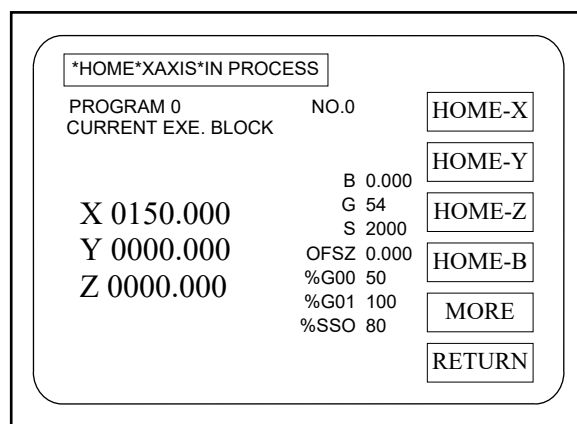 *HOME*XAXIS*IN PROCESS
PROGRAM 0 NO.0
CURRENT EXE. BLOCK
X 0150.000
Y 0000.000
Z 0000.000
B 0.000
G 54
S 2000
OFSZ 0.000
%G00 50
%G01 100
%SSO 80
HOME-X
HOME-Y
HOME-Z
HOME-B
MORE
RETURN